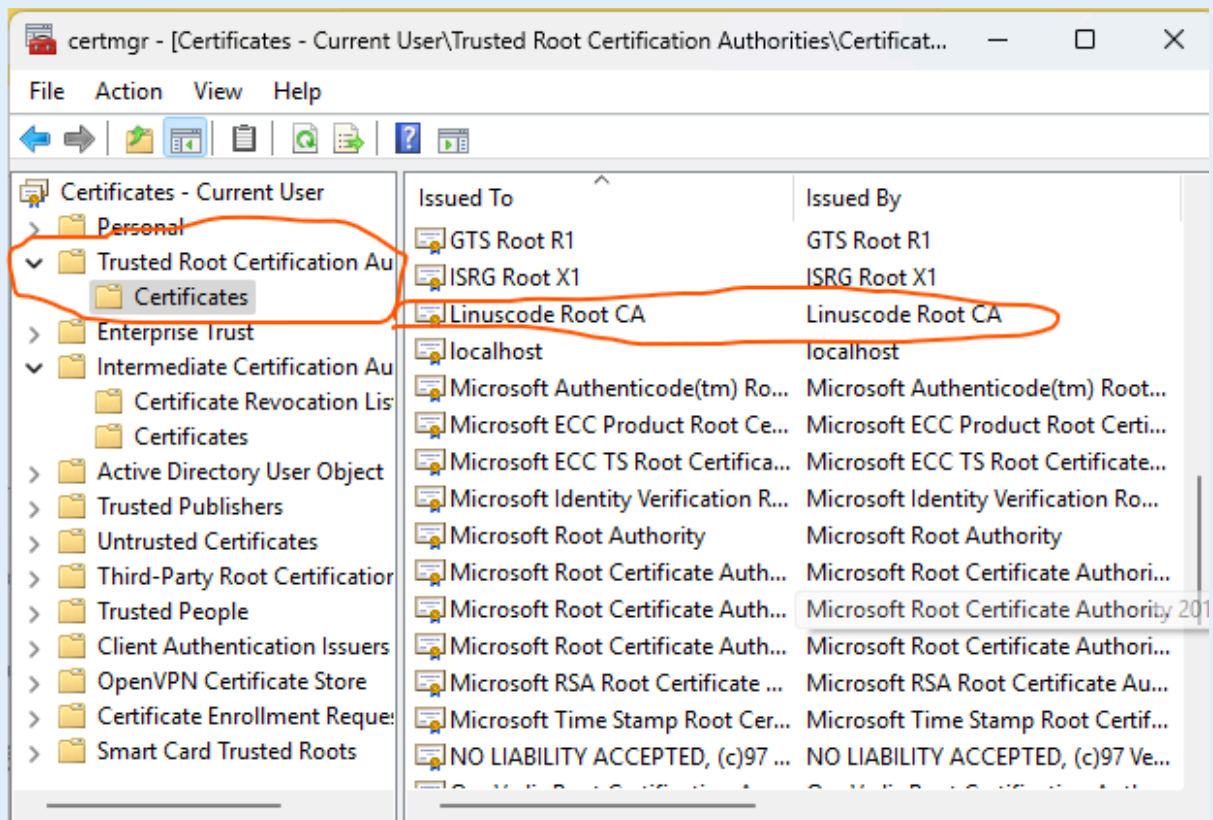 certmgr - [Certificates - Current User\Trusted Root Certification Authorities\Certificat...
File Action View Help
Certificates - Current User
Personal
Trusted Root Certification Au
Certificates
Enterprise Trust
Intermediate Certification Au
Certificate Revocation Lis
Certificates
Active Directory User Object
Trusted Publishers
Untrusted Certificates
Third-Party Root Certification
Trusted People
Client Authentication Issuers
OpenVPN Certificate Store
Certificate Enrollment Reques
Smart Card Trusted Roots
Issued To Issued By
GTS Root R1 GTS Root R1
ISRG Root X1 ISRG Root X1
Linuscode Root CA Linuscode Root CA
localhost localhost
Microsoft Authenticode(tm) Ro... Microsoft Authenticode(tm) Root...
Microsoft ECC Product Root Ce... Microsoft ECC Product Root Certi...
Microsoft ECC TS Root Certifica... Microsoft ECC TS Root Certificate...
Microsoft Identity Verification R... Microsoft Identity Verification Ro...
Microsoft Root Authority Microsoft Root Authority
Microsoft Root Certificate Auth... Microsoft Root Certificate Authori...
Microsoft Root Certificate Auth... Microsoft Root Certificate Authority 201
Microsoft Root Certificate Auth... Microsoft Root Certificate Authori...
Microsoft RSA Root Certificate ... Microsoft RSA Root Certificate Au...
Microsoft Time Stamp Root Cer... Microsoft Time Stamp Root Certif...
NO LIABILITY ACCEPTED, (c)97 ... NO LIABILITY ACCEPTED, (c)97 Ve...